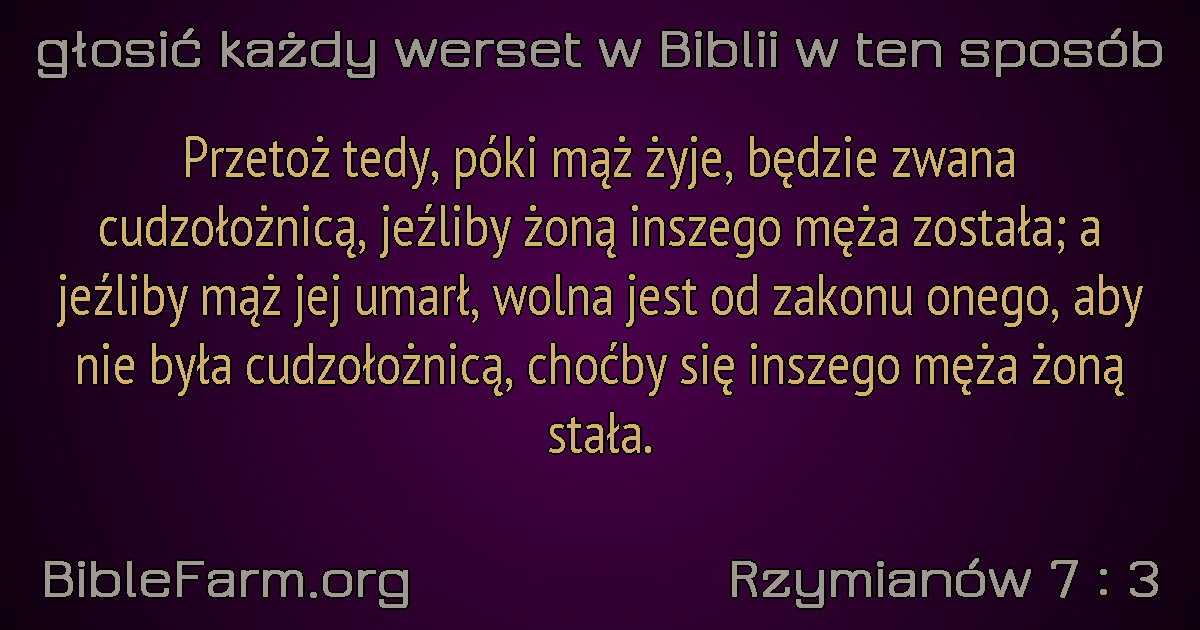 głosić każdy werset w Biblii w ten sposób
Przetoż tedy, póki mąż żyje, będzie zwana
cudzołożnicą, jeźliby żoną inszego męża została; a
jeźliby mąż jej umarł, wolna jest od zakonu onego, aby
nie była cudzołożnicą, choćby się inszego męża żoną
stała.
BibleFarm.org
Rzymianów 7 : 3